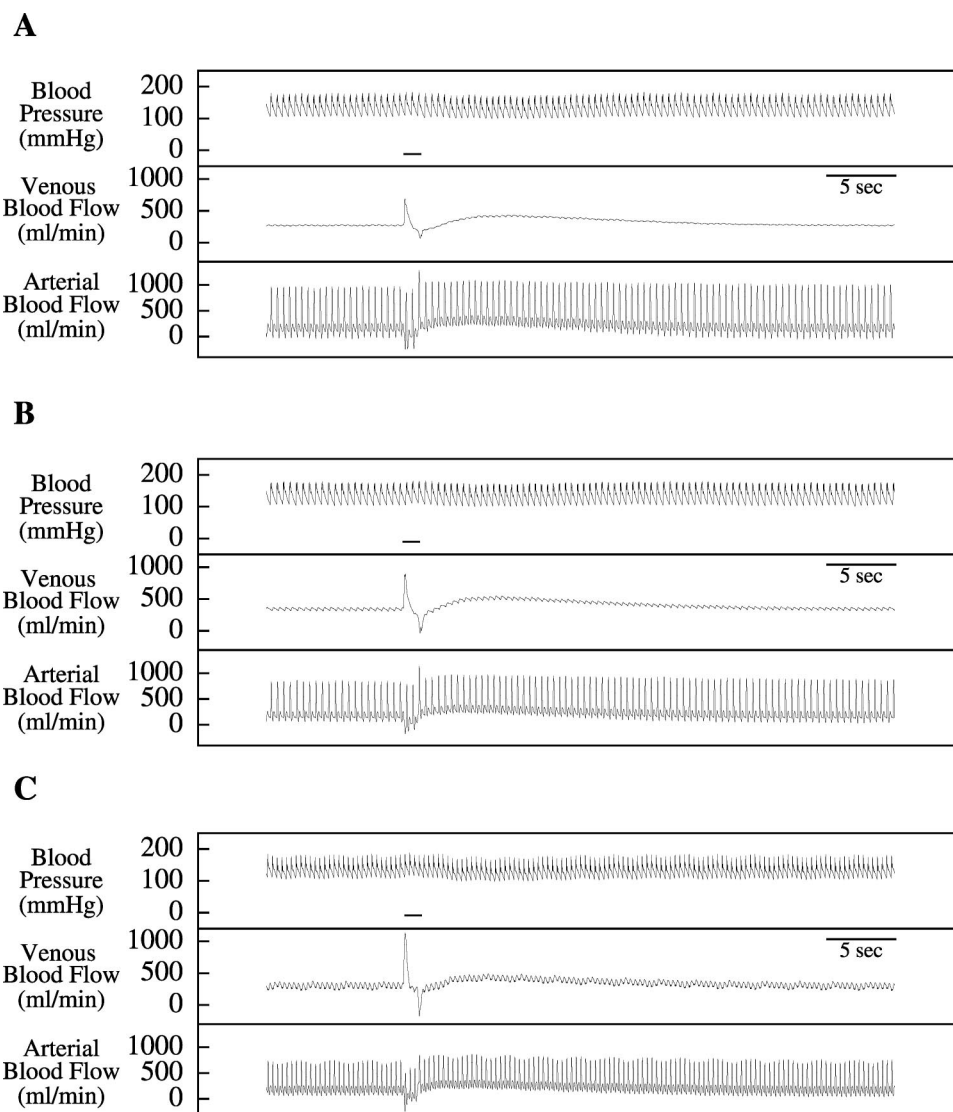 A
Blood
Pressure
(mmHg)
200
100
0
Venous
Blood Flow
(ml/min)
1000
500
0
5 sec
Arterial
Blood Flow
(ml/min)
1000
500
0
B
Blood
Pressure
(mmHg)
200
100
0
Venous
Blood Flow
(ml/min)
1000
500
0
5 sec
Arterial
Blood Flow
(ml/min)
1000
500
0
C
Blood
Pressure
(mmHg)
200
100
0
Venous
Blood Flow
(ml/min)
1000
500
0
5 sec
Arterial
Blood Flow
(ml/min)
1000
500
0